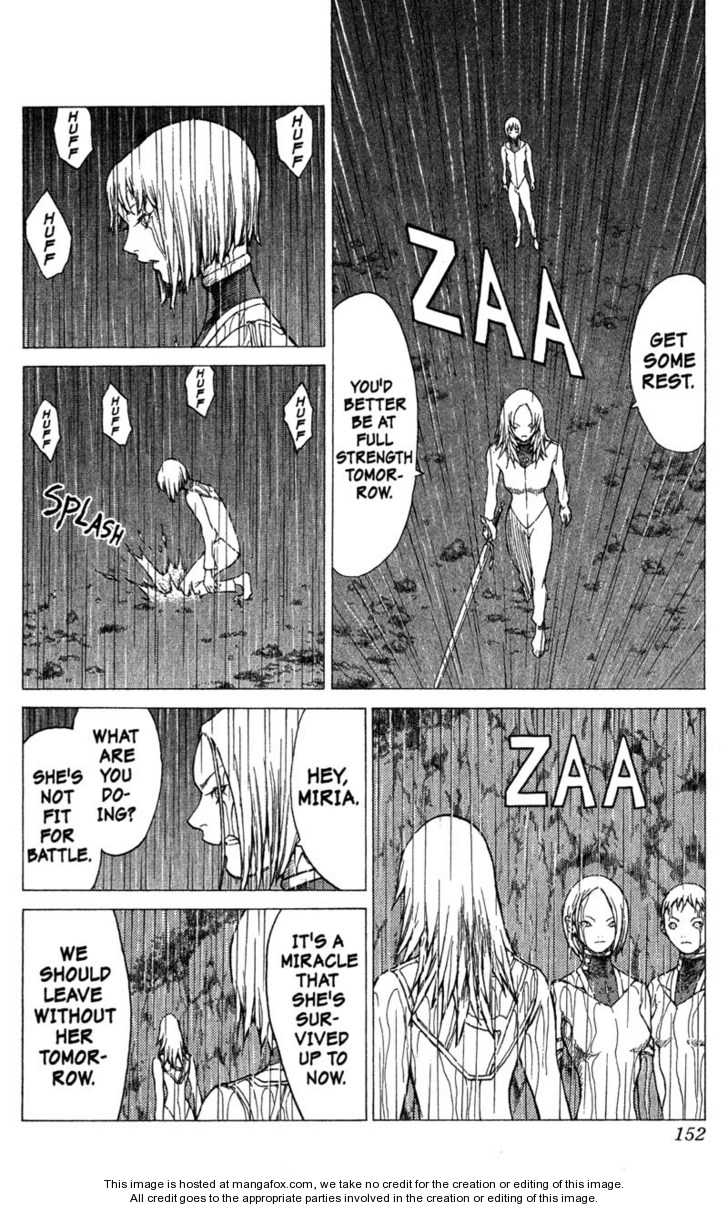 GET
SOME
REST.
YOU'D
BETTER
BE AT
FULL
STRENGTH
TOMOR-
ROW.
ZAA
HUFF
HUFF
HUFF
HUFF
HUFF
HUFF
HUFF
SPLASH
ZAA
HEY,
MIRIA.
WHAT
ARE
YOU
DO-
ING?
SHE'S
NOT
FIT
FOR
BATTLE.
IT'S A
MIRACLE
THAT
SHE'S
SUR-
VIVED
UP TO
NOW.
WE
SHOULD
LEAVE
WITHOUT
HER
TOMOR-
ROW.
152
This image is hosted at mangafox.com, we take no credit for the creation or editing of this image.
All credit goes to the appropriate parties involved in the creation or editing of this image.